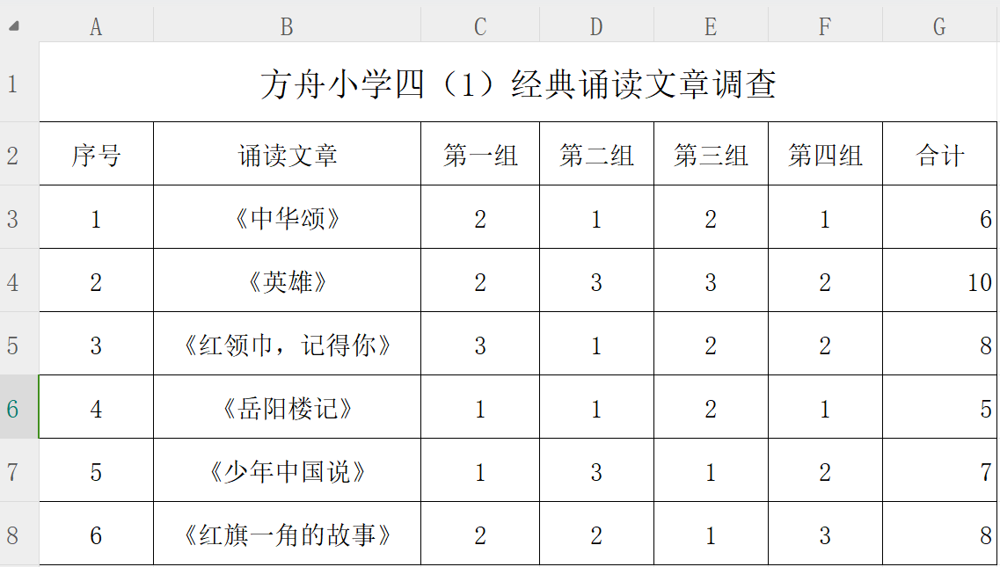 A B C D E F G
1 方舟小学四（1）经典诵读文章调查
2 序号 诵读文章 第一组 第二组 第三组 第四组 合计
3 1 《中华颂》 2 1 2 1 6
4 2 《英雄》 2 3 3 2 10
5 3 《红领巾，记得你》 3 1 2 2 8
6 4 《岳阳楼记》 1 1 2 1 5
7 5 《少年中国说》 1 3 1 2 7
8 6 《红旗一角的故事》 2 2 1 3 8